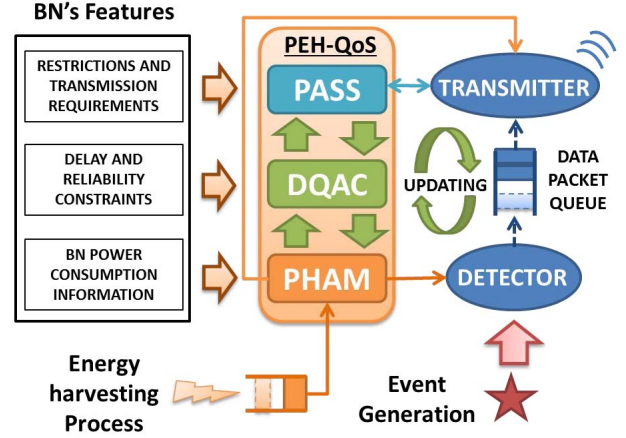 BN's Features
RESTRICTIONS AND
TRANSMISSION
REQUIREMENTS
DELAY AND
RELIABILITY
CONSTRAINTS
BN POWER
CONSUMPTION
INFORMATION
PEH-QoS
PASS
DQAC
PHAM
TRANSMITTER
UPDATING
DATA
PACKET
QUEUE
DETECTOR
Energy
harvesting
Process
Event
Generation